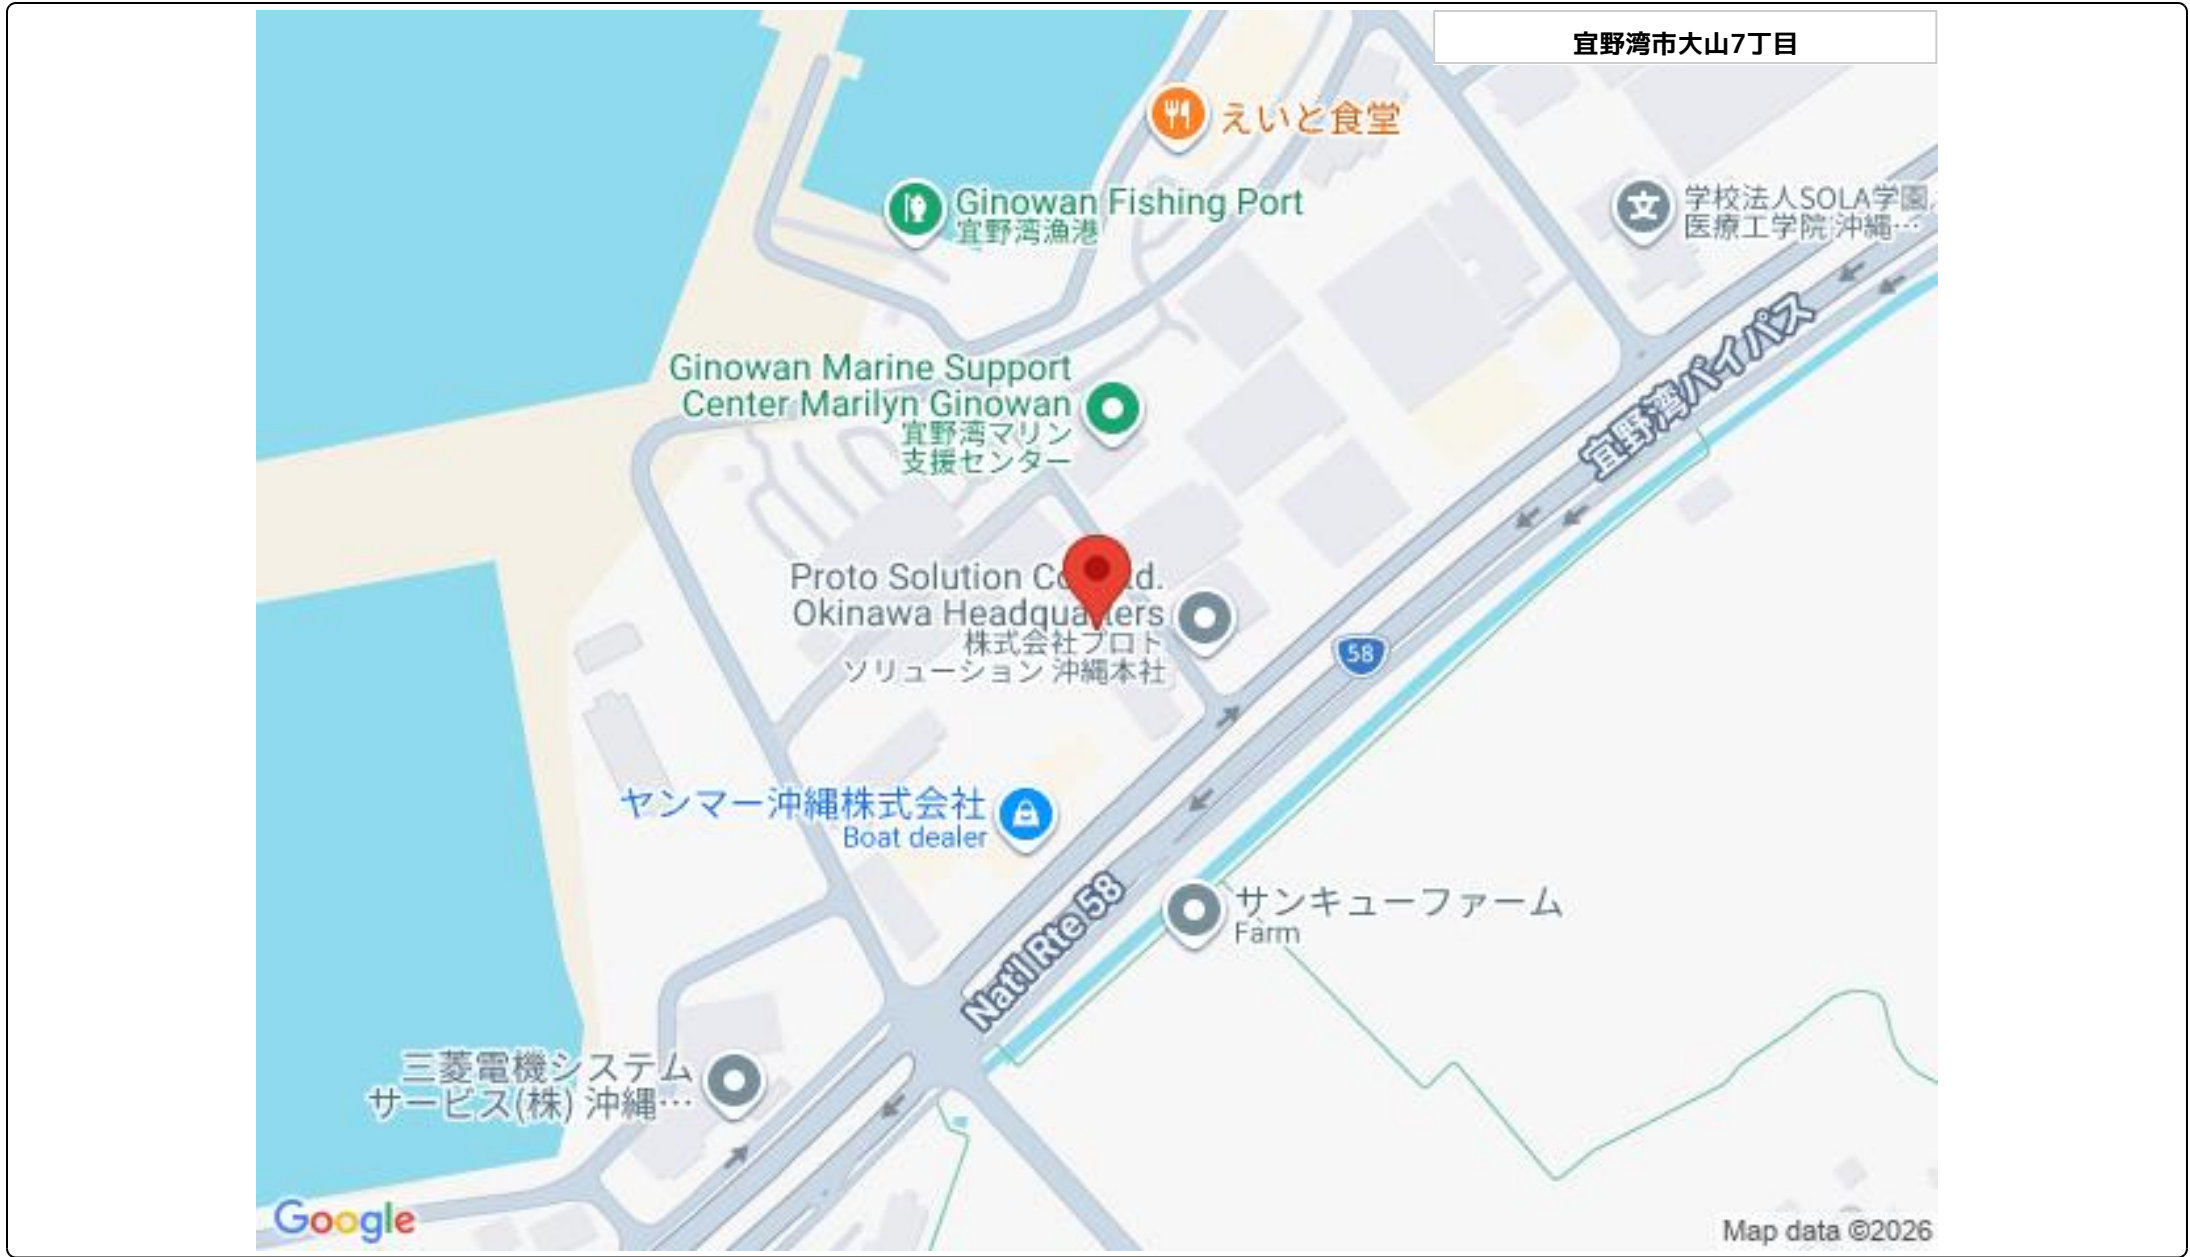 宜野湾市大山7丁目
えいと食堂
Ginowan Fishing Port
宜野湾漁港
学校法人SOLA学園
医療工学院 沖縄…
宜野湾バイパス
Ginowan Marine Support
Center Marilyn Ginowan
宜野湾マリン
支援センター
Proto Solution Co
td.
Okinawa Headquarters
株式会社プロト
ソリューション 沖縄本社
58
ヤンマー沖縄株式会社
Boat dealer
Nat'l Rte 58
サンキューファーム
Farm
三菱電機システム
サービス(株) 沖縄…
Google
Map data ©2026